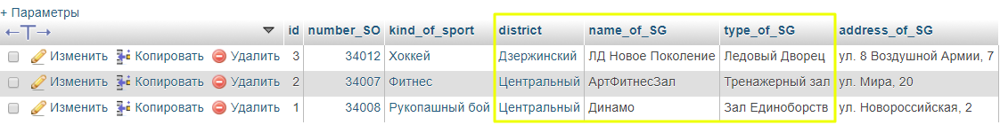 + Параметры
←T→ id number_SO kind_of_sport district name_of_SG type_of_SG address_of_SG
Изменить Копировать Удалить 3 34012 Хоккей Дзержинский ЛД Новое Поколение Ледовый Дворец ул. 8 Воздушной Армии, 7
Изменить Копировать Удалить 2 34007 Фитнес Центральный АртФитнесЗал Тренажерный зал ул. Мира, 20
Изменить Копировать Удалить 1 34008 Рукопашный бой Центральный Динамо Зал Единоборств ул. Новороссийская, 2